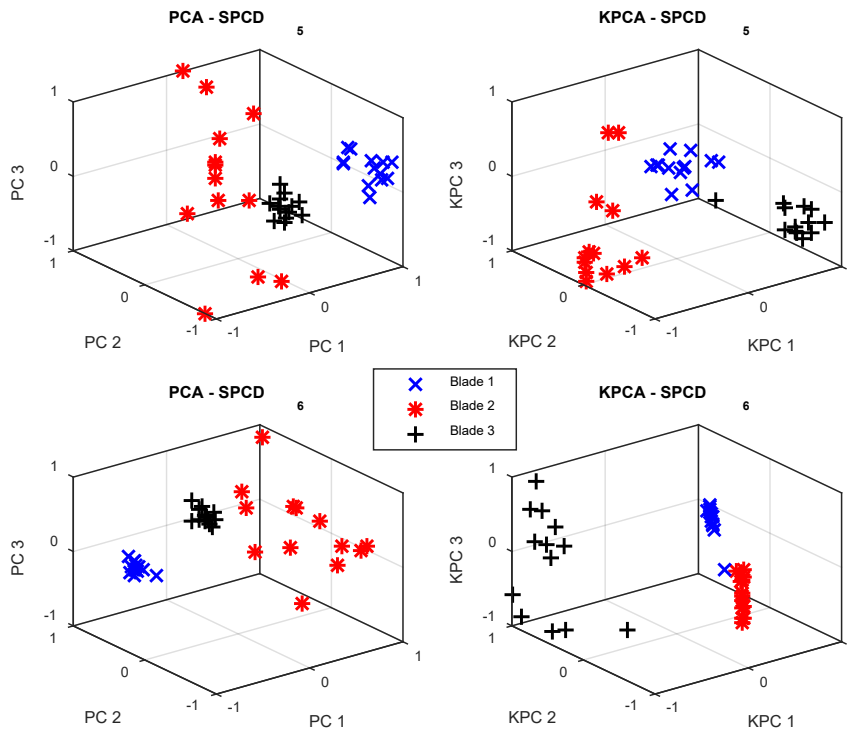 PCA - SPCD 5
1
0
-1
PC 3
1
0
-1
PC 2
-1
0
1
PC 1
KPCA - SPCD 5
1
0
-1
KPC 3
1
0
-1
KPC 2
-1
0
KPC 1
Blade 1
Blade 2
Blade 3
PCA - SPCD 6
1
0
-1
PC 3
1
0
-1
PC 2
-1
0
1
PC 1
KPCA - SPCD 6
1
0
-1
KPC 3
1
0
-1
KPC 2
-1
0
KPC 1